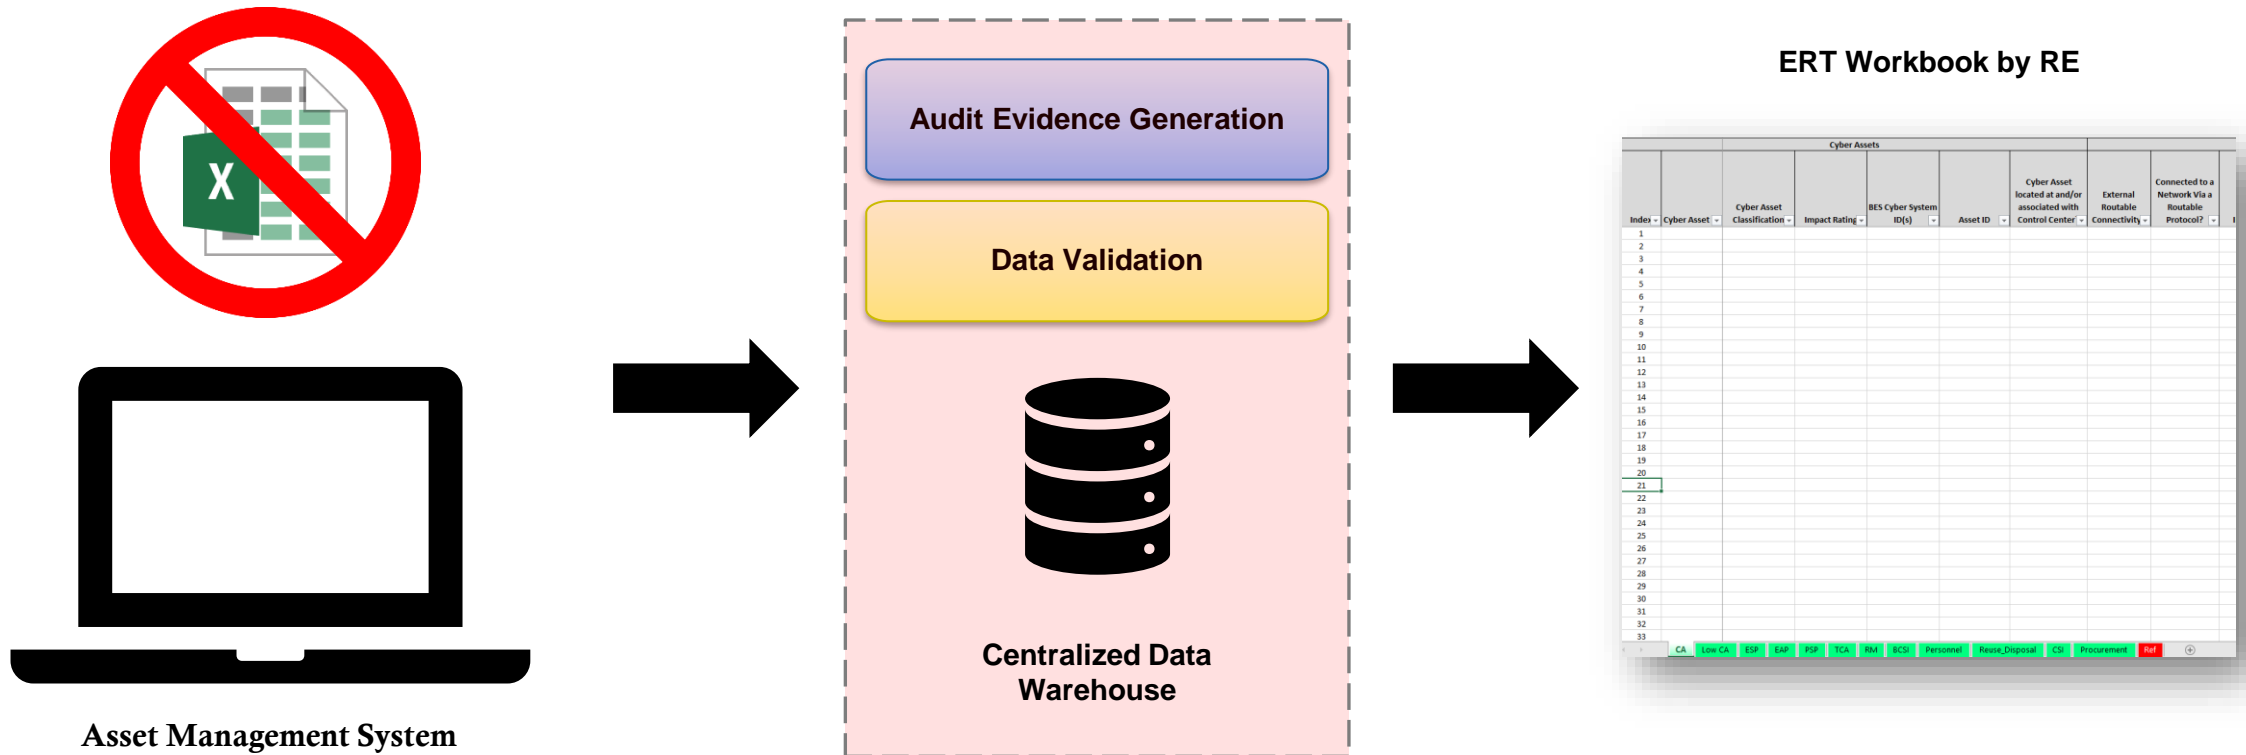 X
Asset Management System
Audit Evidence Generation
Data Validation
Centralized Data
Warehouse
ERT Workbook by RE
Cyber Assets
Index
Cyber Asset
Cyber Asset
Classification
Impact Rating
BES Cyber System
ID(s)
Asset ID
Cyber Asset
located at and/or
associated with
Control Center
External
Routable
Connectivity
Connected to a
Network Via a
Routable
Protocol?
1
2
3
4
5
6
7
8
9
10
11
12
13
14
15
16
17
18
19
20
21
22
23
24
25
26
27
28
29
30
31
32
33
CA Low CA ESP EAP PSP TCA RM BCSI Personnel Reuse_Disposal CSI Procurement Ref